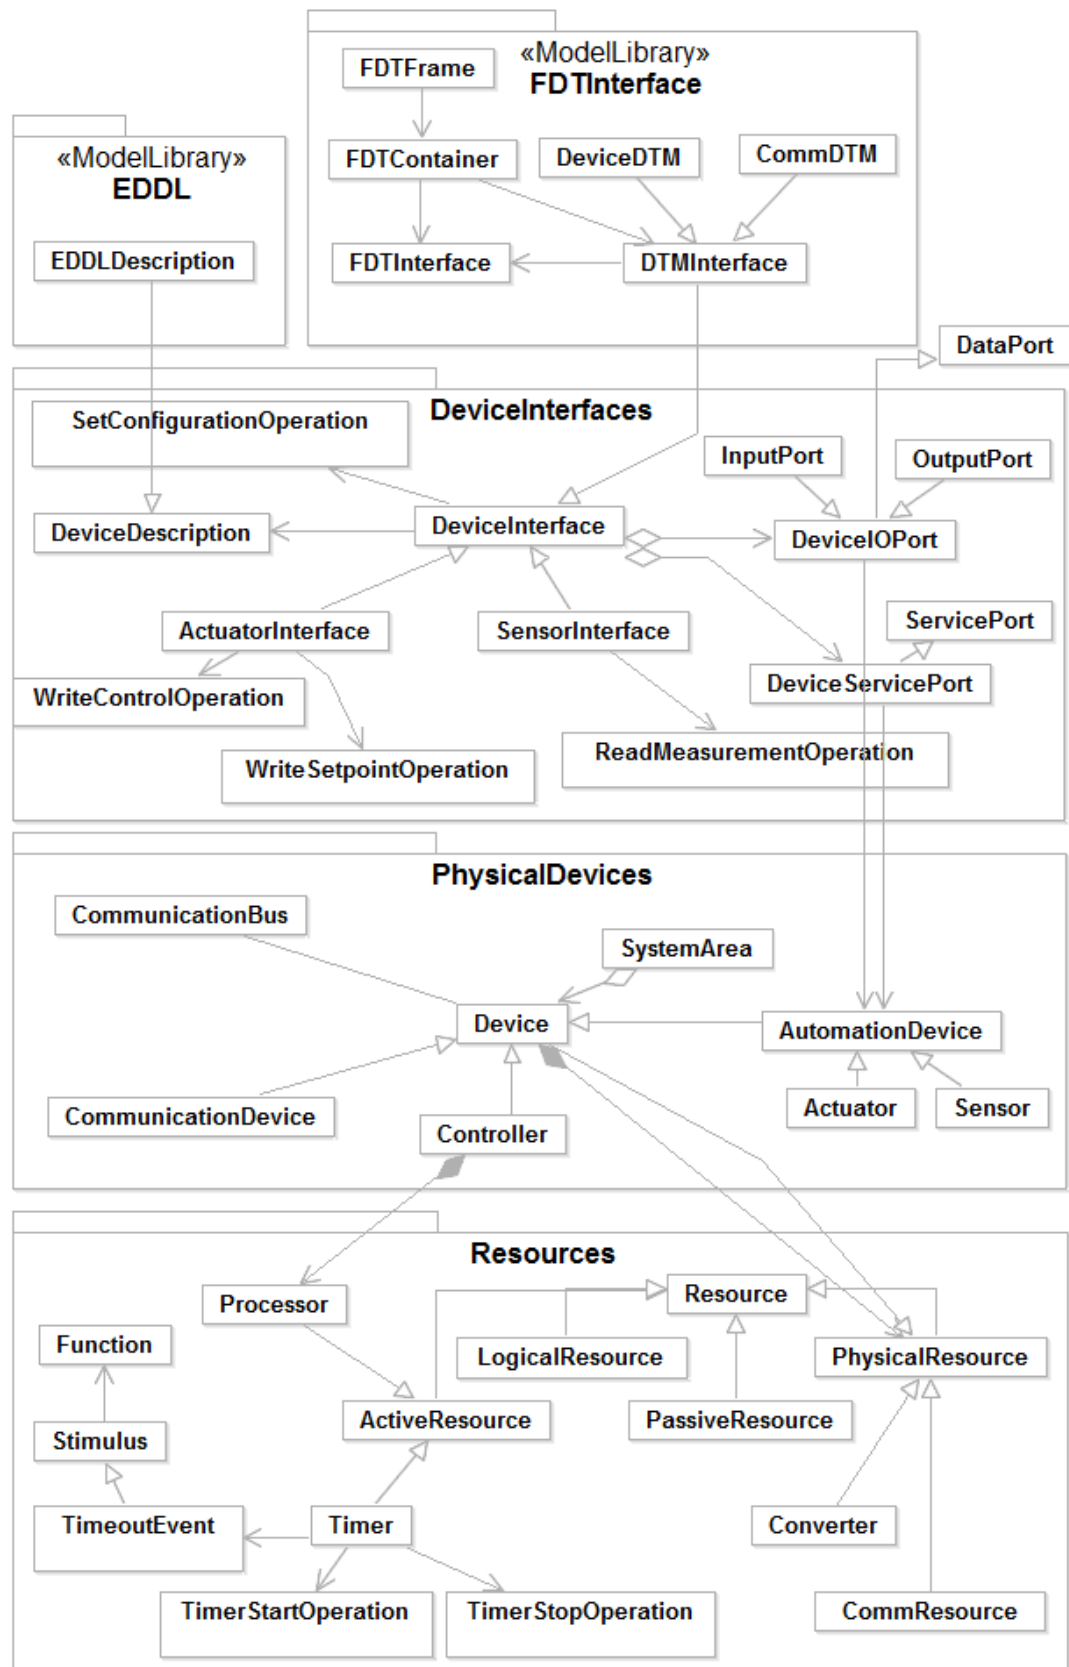 «ModelLibrary»
FDTInterface
FDTFrame
FDTContainer
DeviceDTM
CommDTM
FDTInterface
DTMInterface
«ModelLibrary»
EDDL
EDDLDescription
DataPort
DeviceInterfaces
SetConfigurationOperation
InputPort
OutputPort
DeviceDescription
DeviceInterface
DeviceIOPort
ActuatorInterface
SensorInterface
ServicePort
WriteControlOperation
DeviceServicePort
WriteSetpointOperation
ReadMeasurementOperation
PhysicalDevices
CommunicationBus
SystemArea
Device
AutomationDevice
CommunicationDevice
Controller
Actuator
Sensor
Resources
Processor
Resource
Function
LogicalResource
PhysicalResource
Stimulus
ActiveResource
PassiveResource
TimeoutEvent
Timer
Converter
TimerStartOperation
TimerStopOperation
CommResource